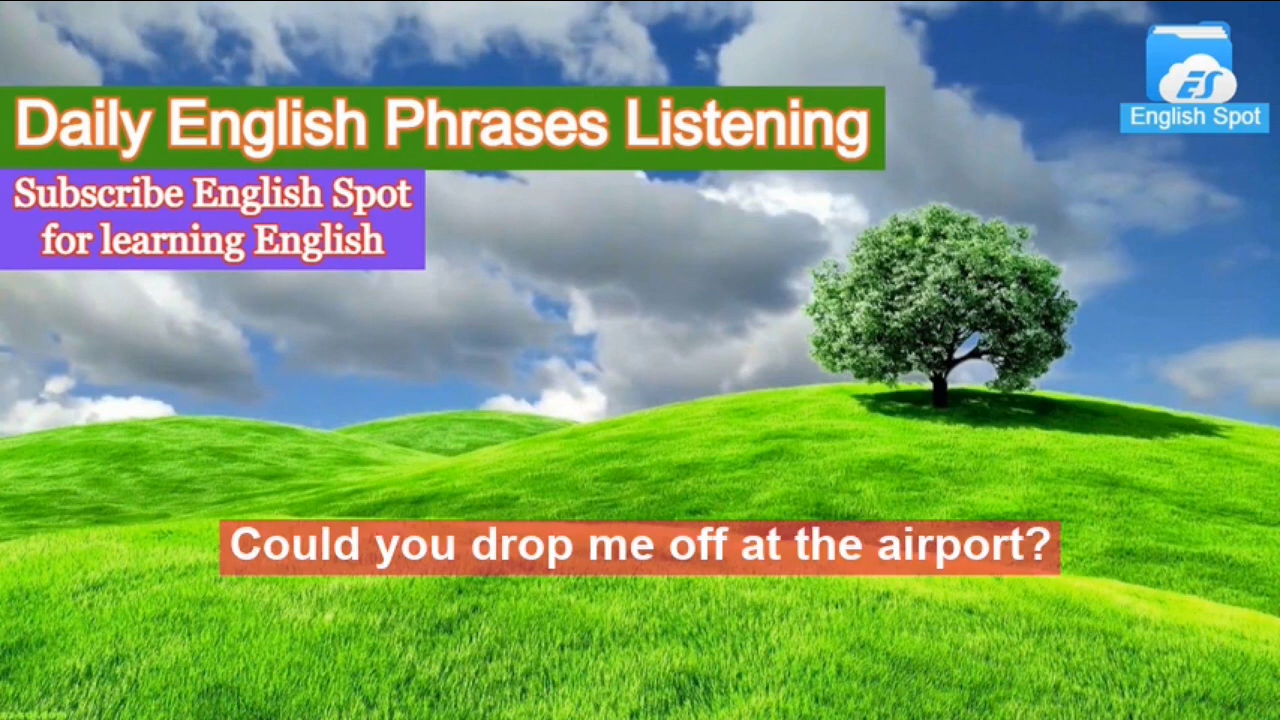 Daily English Phrases Listening
Subscribe English Spot
for learning English
ES
English Spot
Could you drop me off at the airport?